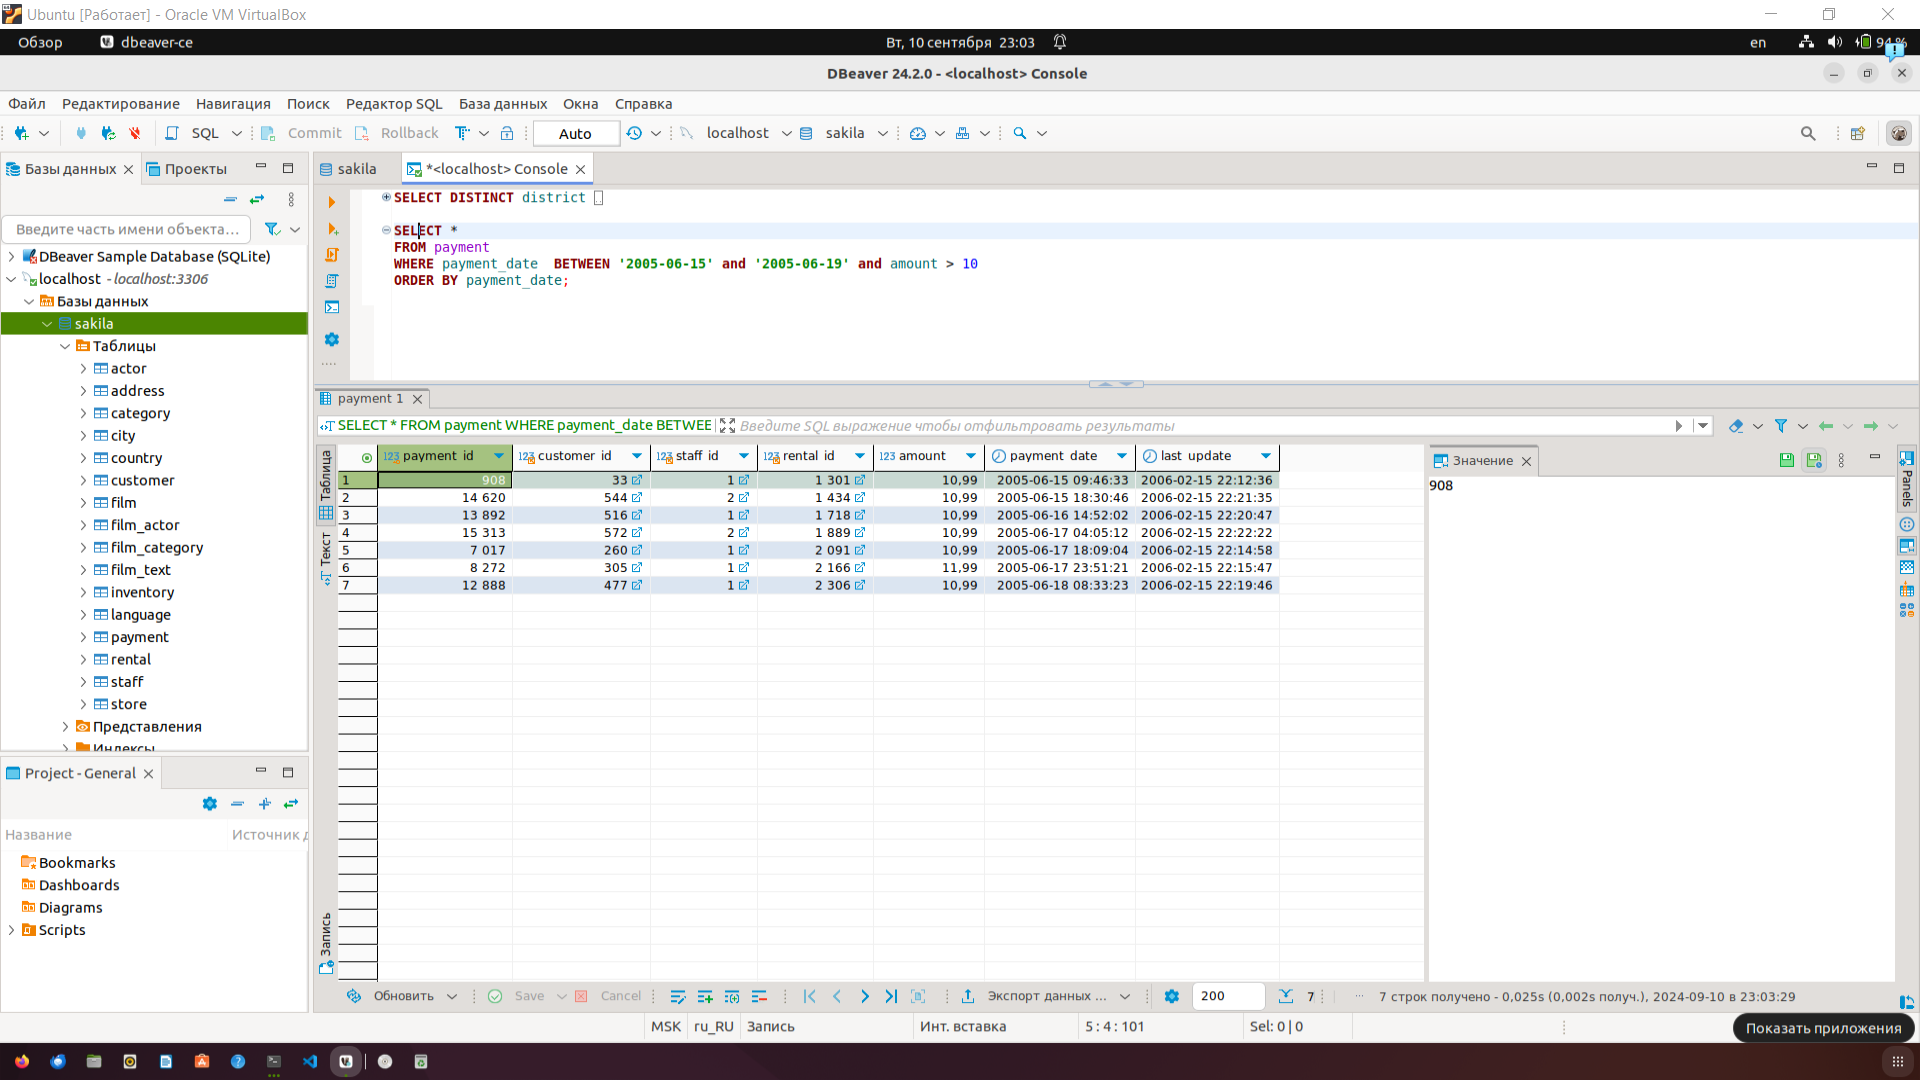 Ubuntu [Работает] - Oracle VM VirtualBox
Обзор dbeaver-ce Вт, 10 сентября 23:03 en 94 %
DBeaver 24.2.0 - <localhost> Console
Файл Редактирование Навигация Поиск Редактор SQL База данных Окна Справка
SQL Commit Rollback Auto localhost sakila
Базы данных Проекты
Введите часть имени объекта...
DBeaver Sample Database (SQLite)
localhost - localhost:3306
Базы данных
sakila
Таблицы
actor
address
category
city
country
customer
film
film_actor
film_category
film_text
inventory
language
payment
rental
staff
store
Представления
Индексы
Project - General
Название Источник д
Bookmarks
Dashboards
Diagrams
Scripts
sakila *<localhost> Console
SELECT DISTINCT district
SELECT *
FROM payment
WHERE payment_date  BETWEEN '2005-06-15' and '2005-06-19' and amount > 10
ORDER BY payment_date;
payment 1
SELECT * FROM payment WHERE payment_date BETWEE Введите SQL выражение чтобы отфильтровать результаты
Таблица
Текст
Запись
123 payment_id 123 customer_id 123 staff_id 123 rental_id 123 amount payment_date last_update
1 908 33 1 1 301 10,99 2005-06-15 09:46:33 2006-02-15 22:12:36
2 14 620 544 2 1 434 10,99 2005-06-15 18:30:46 2006-02-15 22:21:35
3 13 892 516 1 1 718 10,99 2005-06-16 14:52:02 2006-02-15 22:20:47
4 15 313 572 2 1 889 10,99 2005-06-17 04:05:12 2006-02-15 22:22:22
5 7 017 260 1 2 091 10,99 2005-06-17 18:09:04 2006-02-15 22:14:58
6 8 272 305 1 2 166 11,99 2005-06-17 23:51:21 2006-02-15 22:15:47
7 12 888 477 1 2 306 10,99 2005-06-18 08:33:23 2006-02-15 22:19:46
Значение
908
Panels
Обновить Save Cancel Экспорт данных ... 200 7 7 строк получено - 0,025s (0,002s получ.), 2024-09-10 в 23:03:29
MSK ru_RU Запись Инт. вставка 5 : 4 : 101 Sel: 0 | 0
Показать приложения